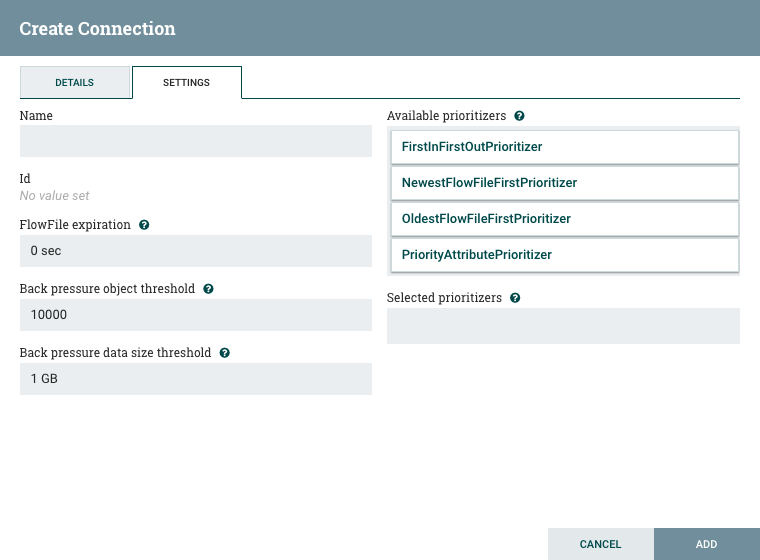 Create Connection
DETAILS
SETTINGS
Name
Id
No value set
FlowFile expiration
0 sec
Back pressure object threshold
10000
Back pressure data size threshold
1 GB
Available prioritizers
FirstInFirstOutPrioritizer
NewestFlowFileFirstPrioritizer
OldestFlowFileFirstPrioritizer
PriorityAttributePrioritizer
Selected prioritizers
CANCEL
ADD